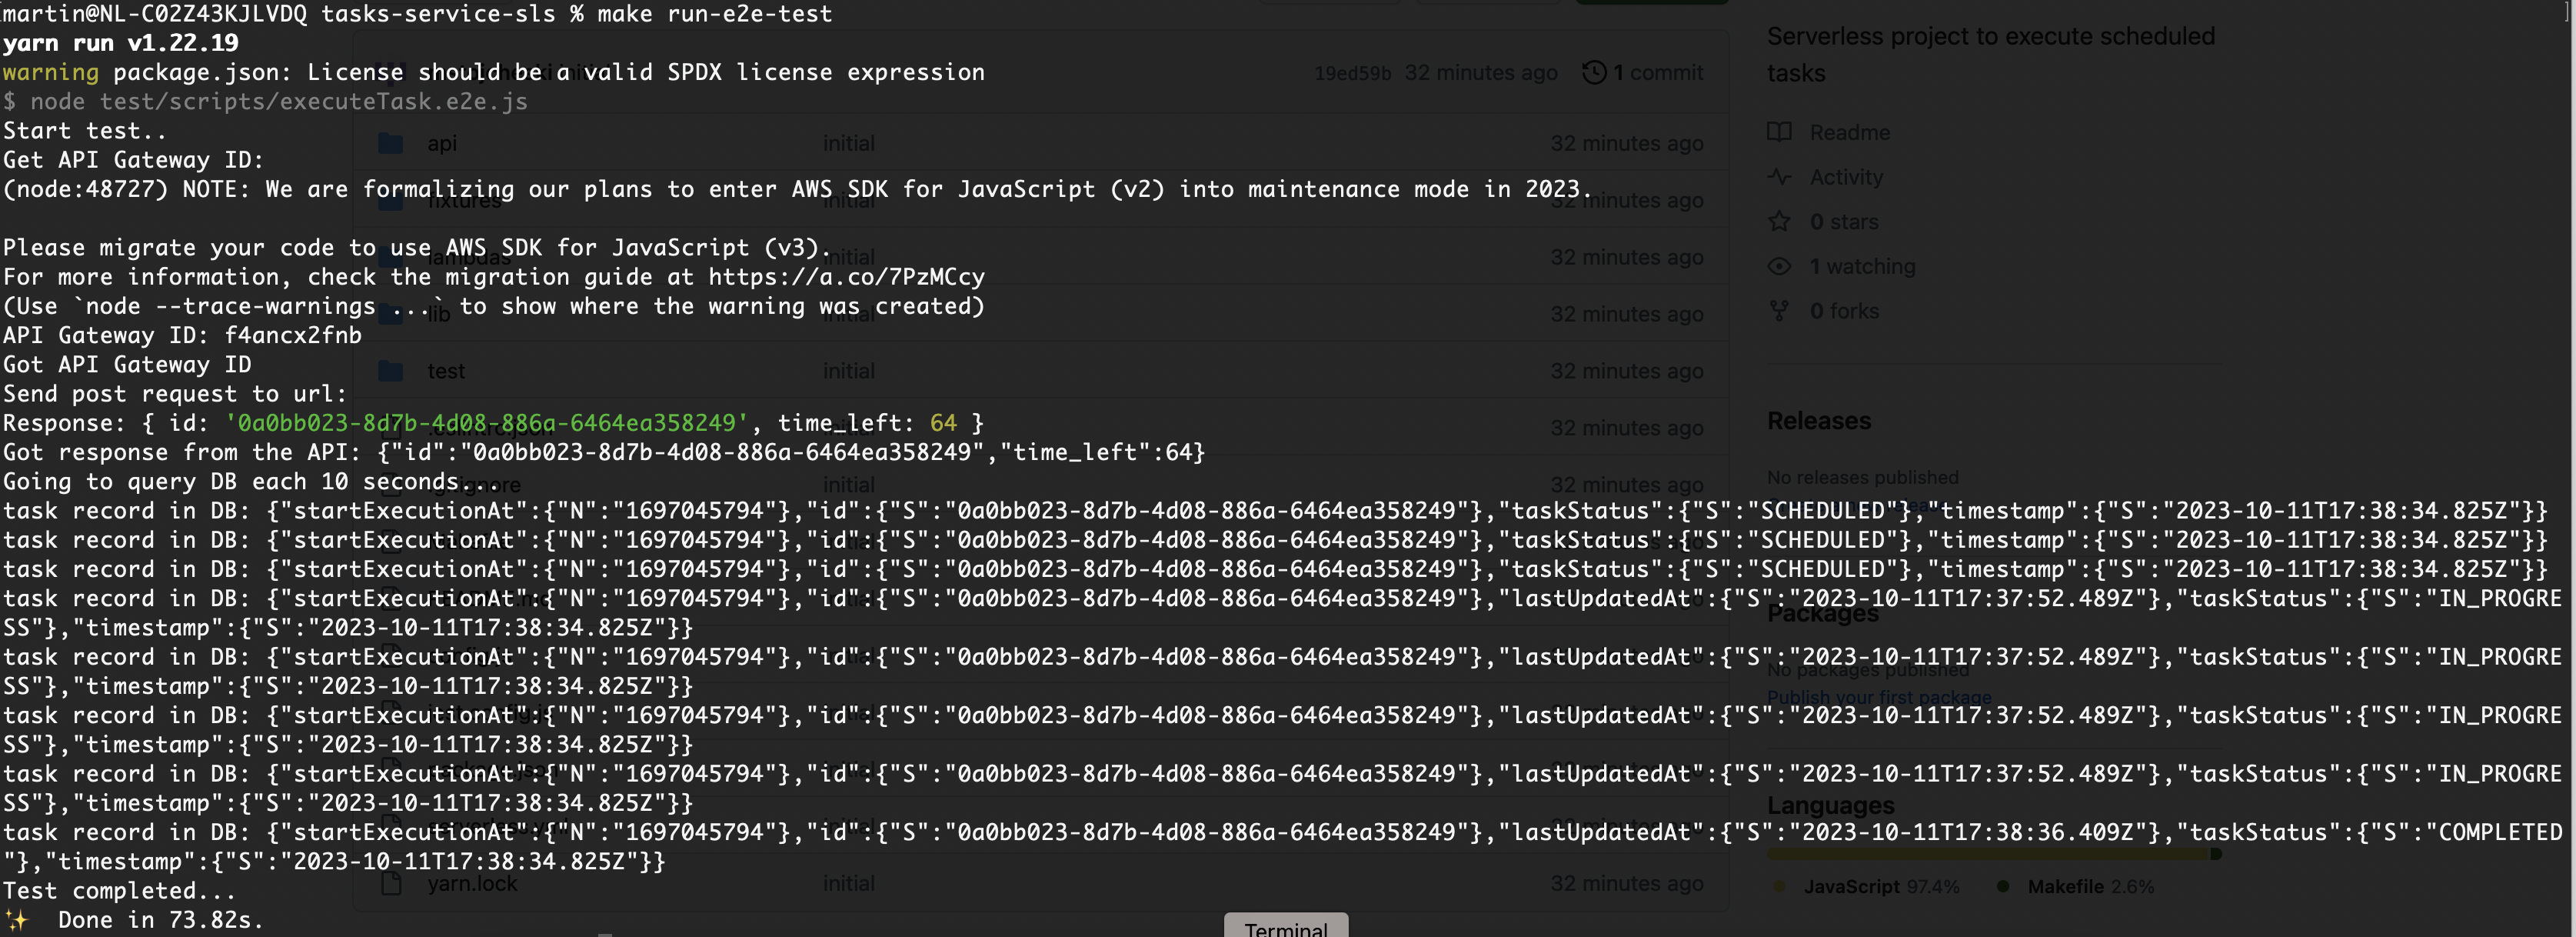 martin@NL-C02Z43KJLVDQ tasks-service-sls % make run-e2e-test
yarn run v1.22.19
warning package.json: License should be a valid SPDX license expression
$ node test/scripts/executeTask.e2e.js
Start test..
Get API Gateway ID:
(node:48727) NOTE: We are formalizing our plans to enter AWS SDK for JavaScript (v2) into maintenance mode in 2023.
Please migrate your code to use AWS SDK for JavaScript (v3).
For more information, check the migration guide at https://a.co/7PzMCcy
(Use `node --trace-warnings ...` to show where the warning was created)
API Gateway ID: f4ancx2fnb
Got API Gateway ID
Send post request to url:
Response: { id: '0a0bb023-8d7b-4d08-886a-6464ea358249', time_left: 64 }
Got response from the API: {"id":"0a0bb023-8d7b-4d08-886a-6464ea358249","time_left":64}
Going to query DB each 10 seconds...
task record in DB: {"startExecutionAt":{"N":"1697045794"},"id":{"S":"0a0bb023-8d7b-4d08-886a-6464ea358249"},"taskStatus":{"S":"SCHEDULED"},"timestamp":{"S":"2023-10-11T17:38:34.825Z"}}
task record in DB: {"startExecutionAt":{"N":"1697045794"},"id":{"S":"0a0bb023-8d7b-4d08-886a-6464ea358249"},"taskStatus":{"S":"SCHEDULED"},"timestamp":{"S":"2023-10-11T17:38:34.825Z"}}
task record in DB: {"startExecutionAt":{"N":"1697045794"},"id":{"S":"0a0bb023-8d7b-4d08-886a-6464ea358249"},"taskStatus":{"S":"SCHEDULED"},"timestamp":{"S":"2023-10-11T17:38:34.825Z"}}
task record in DB: {"startExecutionAt":{"N":"1697045794"},"id":{"S":"0a0bb023-8d7b-4d08-886a-6464ea358249"},"lastUpdatedAt":{"S":"2023-10-11T17:37:52.489Z"},"taskStatus":{"S":"IN_PROGRE
SS"},"timestamp":{"S":"2023-10-11T17:38:34.825Z"}}
task record in DB: {"startExecutionAt":{"N":"1697045794"},"id":{"S":"0a0bb023-8d7b-4d08-886a-6464ea358249"},"lastUpdatedAt":{"S":"2023-10-11T17:37:52.489Z"},"taskStatus":{"S":"IN_PROGRE
SS"},"timestamp":{"S":"2023-10-11T17:38:34.825Z"}}
task record in DB: {"startExecutionAt":{"N":"1697045794"},"id":{"S":"0a0bb023-8d7b-4d08-886a-6464ea358249"},"lastUpdatedAt":{"S":"2023-10-11T17:37:52.489Z"},"taskStatus":{"S":"IN_PROGRE
SS"},"timestamp":{"S":"2023-10-11T17:38:34.825Z"}}
task record in DB: {"startExecutionAt":{"N":"1697045794"},"id":{"S":"0a0bb023-8d7b-4d08-886a-6464ea358249"},"lastUpdatedAt":{"S":"2023-10-11T17:37:52.489Z"},"taskStatus":{"S":"IN_PROGRE
SS"},"timestamp":{"S":"2023-10-11T17:38:34.825Z"}}
task record in DB: {"startExecutionAt":{"N":"1697045794"},"id":{"S":"0a0bb023-8d7b-4d08-886a-6464ea358249"},"lastUpdatedAt":{"S":"2023-10-11T17:38:36.409Z"},"taskStatus":{"S":"COMPLETED
"},"timestamp":{"S":"2023-10-11T17:38:34.825Z"}}
Test completed...
✨ Done in 73.82s.
19ed59b 32 minutes ago 1 commit
api initial 32 minutes ago
fixtures initial 32 minutes ago
lambdas initial 32 minutes ago
lib initial 32 minutes ago
test initial 32 minutes ago
.eslintrc.json initial 32 minutes ago
.gitignore initial 32 minutes ago
yarn.lock initial 32 minutes ago
Serverless project to execute scheduled
tasks
Readme
Activity
0 stars
1 watching
0 forks
Releases
No releases published
Packages
No packages published
Publish your first package
Languages
JavaScript 97.4% Makefile 2.6%
Terminal